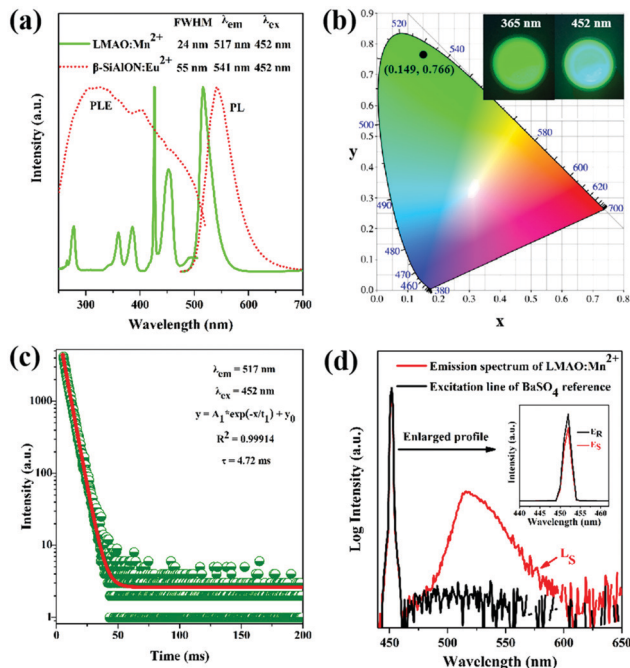 (a)
FWHM λem λex
LMAO:Mn2+ 24 nm 517 nm 452 nm
β-SiAlON:Eu2+ 55 nm 541 nm 452 nm
PLE
PL
Intensity (a.u.)
300 400 500 600 700
Wavelength (nm)
(b)
365 nm 452 nm
(0.149, 0.766)
520
540
560
580
600
620
700
500
490
480
470
460
380
y
0.9
0.8
0.7
0.6
0.5
0.4
0.3
0.2
0.1
0.0
0.0 0.1 0.2 0.3 0.4 0.5 0.6 0.7 0.8
x
(c)
λem = 517 nm
λex = 452 nm
y = A1*exp(-x/t1) + y0
R2 = 0.99914
τ = 4.72 ms
Intensity (a.u.)
1000
100
10
1
0 50 100 150 200
Time (ms)
(d)
Emission spectrum of LMAO:Mn2+
Excitation line of BaSO4 reference
Enlarged profile
Intensity (a.u.)
ER
ES
440 445 450 455 460
Wavelength (um)
LS
Log Intensity (a.u.)
450 500 550 600 650
Wavelength (nm)